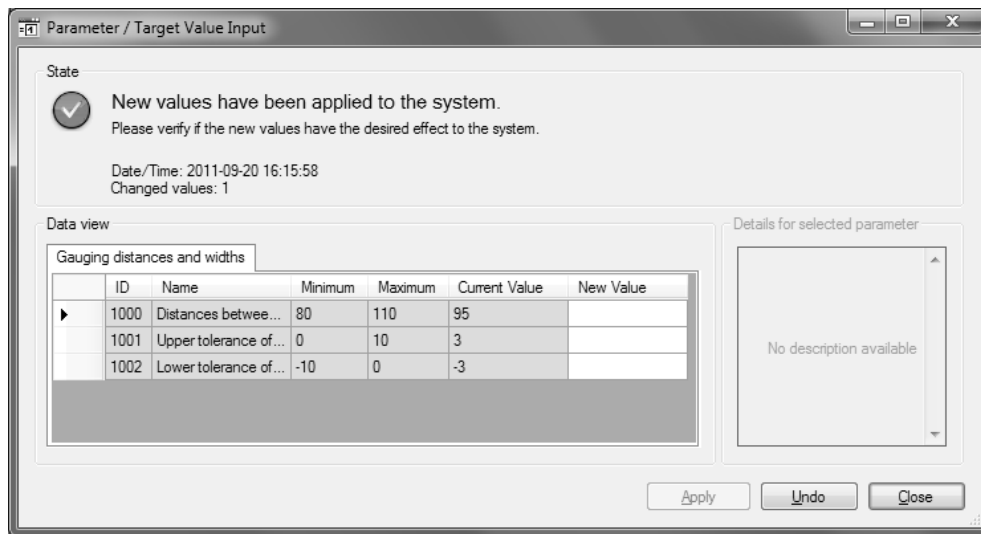 Parameter / Target Value Input
State
New values have been applied to the system.
Please verify if the new values have the desired effect to the system.
Date/Time: 2011-09-20 16:15:58
Changed values: 1
Data view
Details for selected parameter
Gauging distances and widths
ID Name Minimum Maximum Current Value New Value
1000 Distances betwee... 80 110 95
1001 Upper tolerance of... 0 10 3
1002 Lower tolerance of... -10 0 -3
No description available
Apply Undo Close